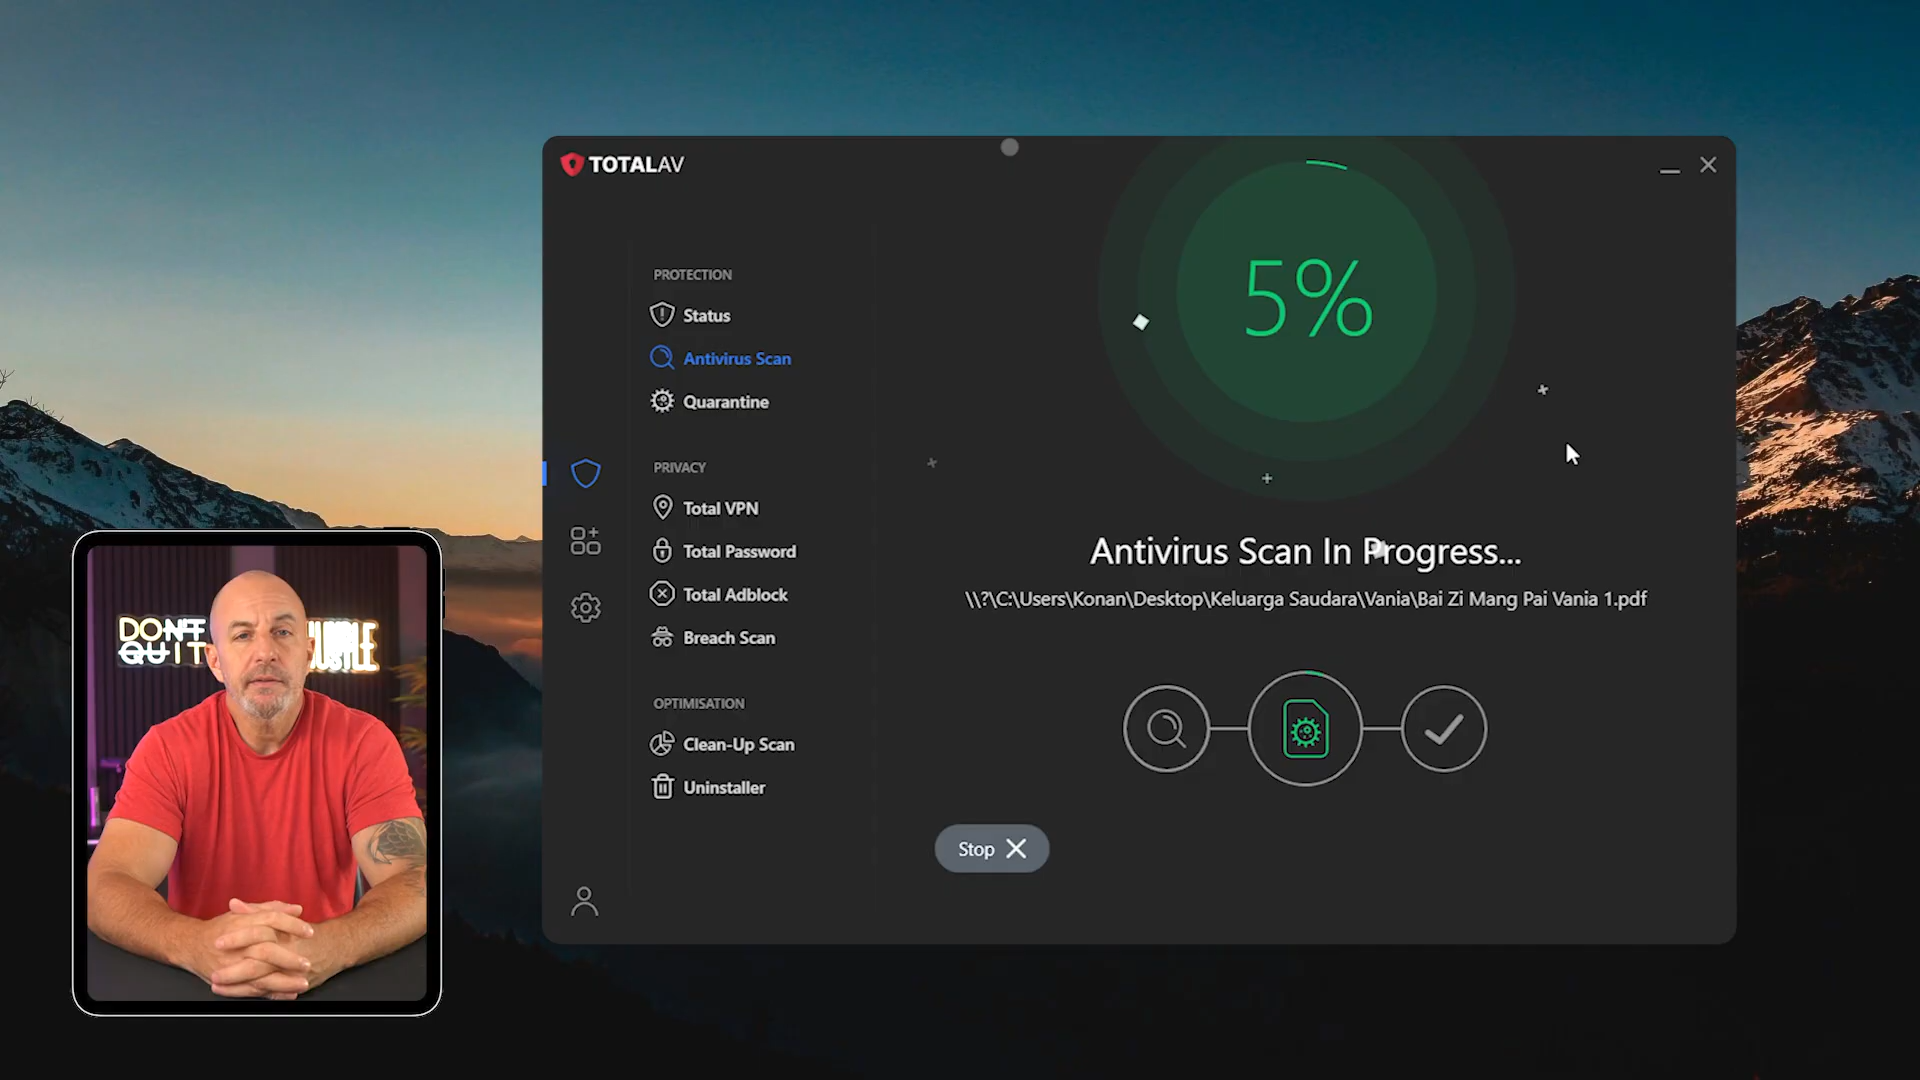 TOTALAV
PROTECTION
Status
Antivirus Scan
Quarantine
PRIVACY
Total VPN
Total Password
Total Adblock
Breach Scan
OPTIMISATION
Clean-Up Scan
Uninstaller
5%
Antivirus Scan In Progress...
\\?\C:\Users\Konan\Desktop\Keluarga Saudara\Vania\Bai Zi Mang Pai Vania 1.pdf
Stop
DON'T
QUIT